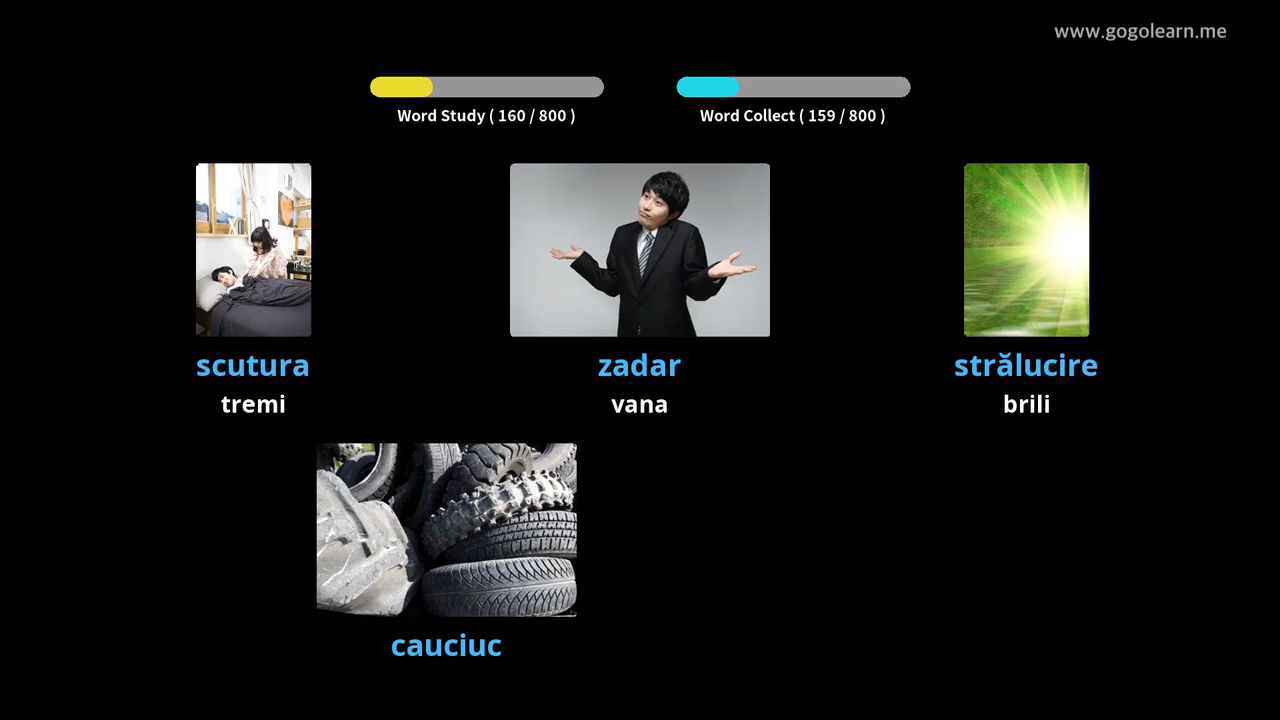 www.gogolearn.me
Word Study ( 160 / 800 )
Word Collect ( 159 / 800 )
scutura
tremi
zadar
vana
strălucire
brili
cauciuc